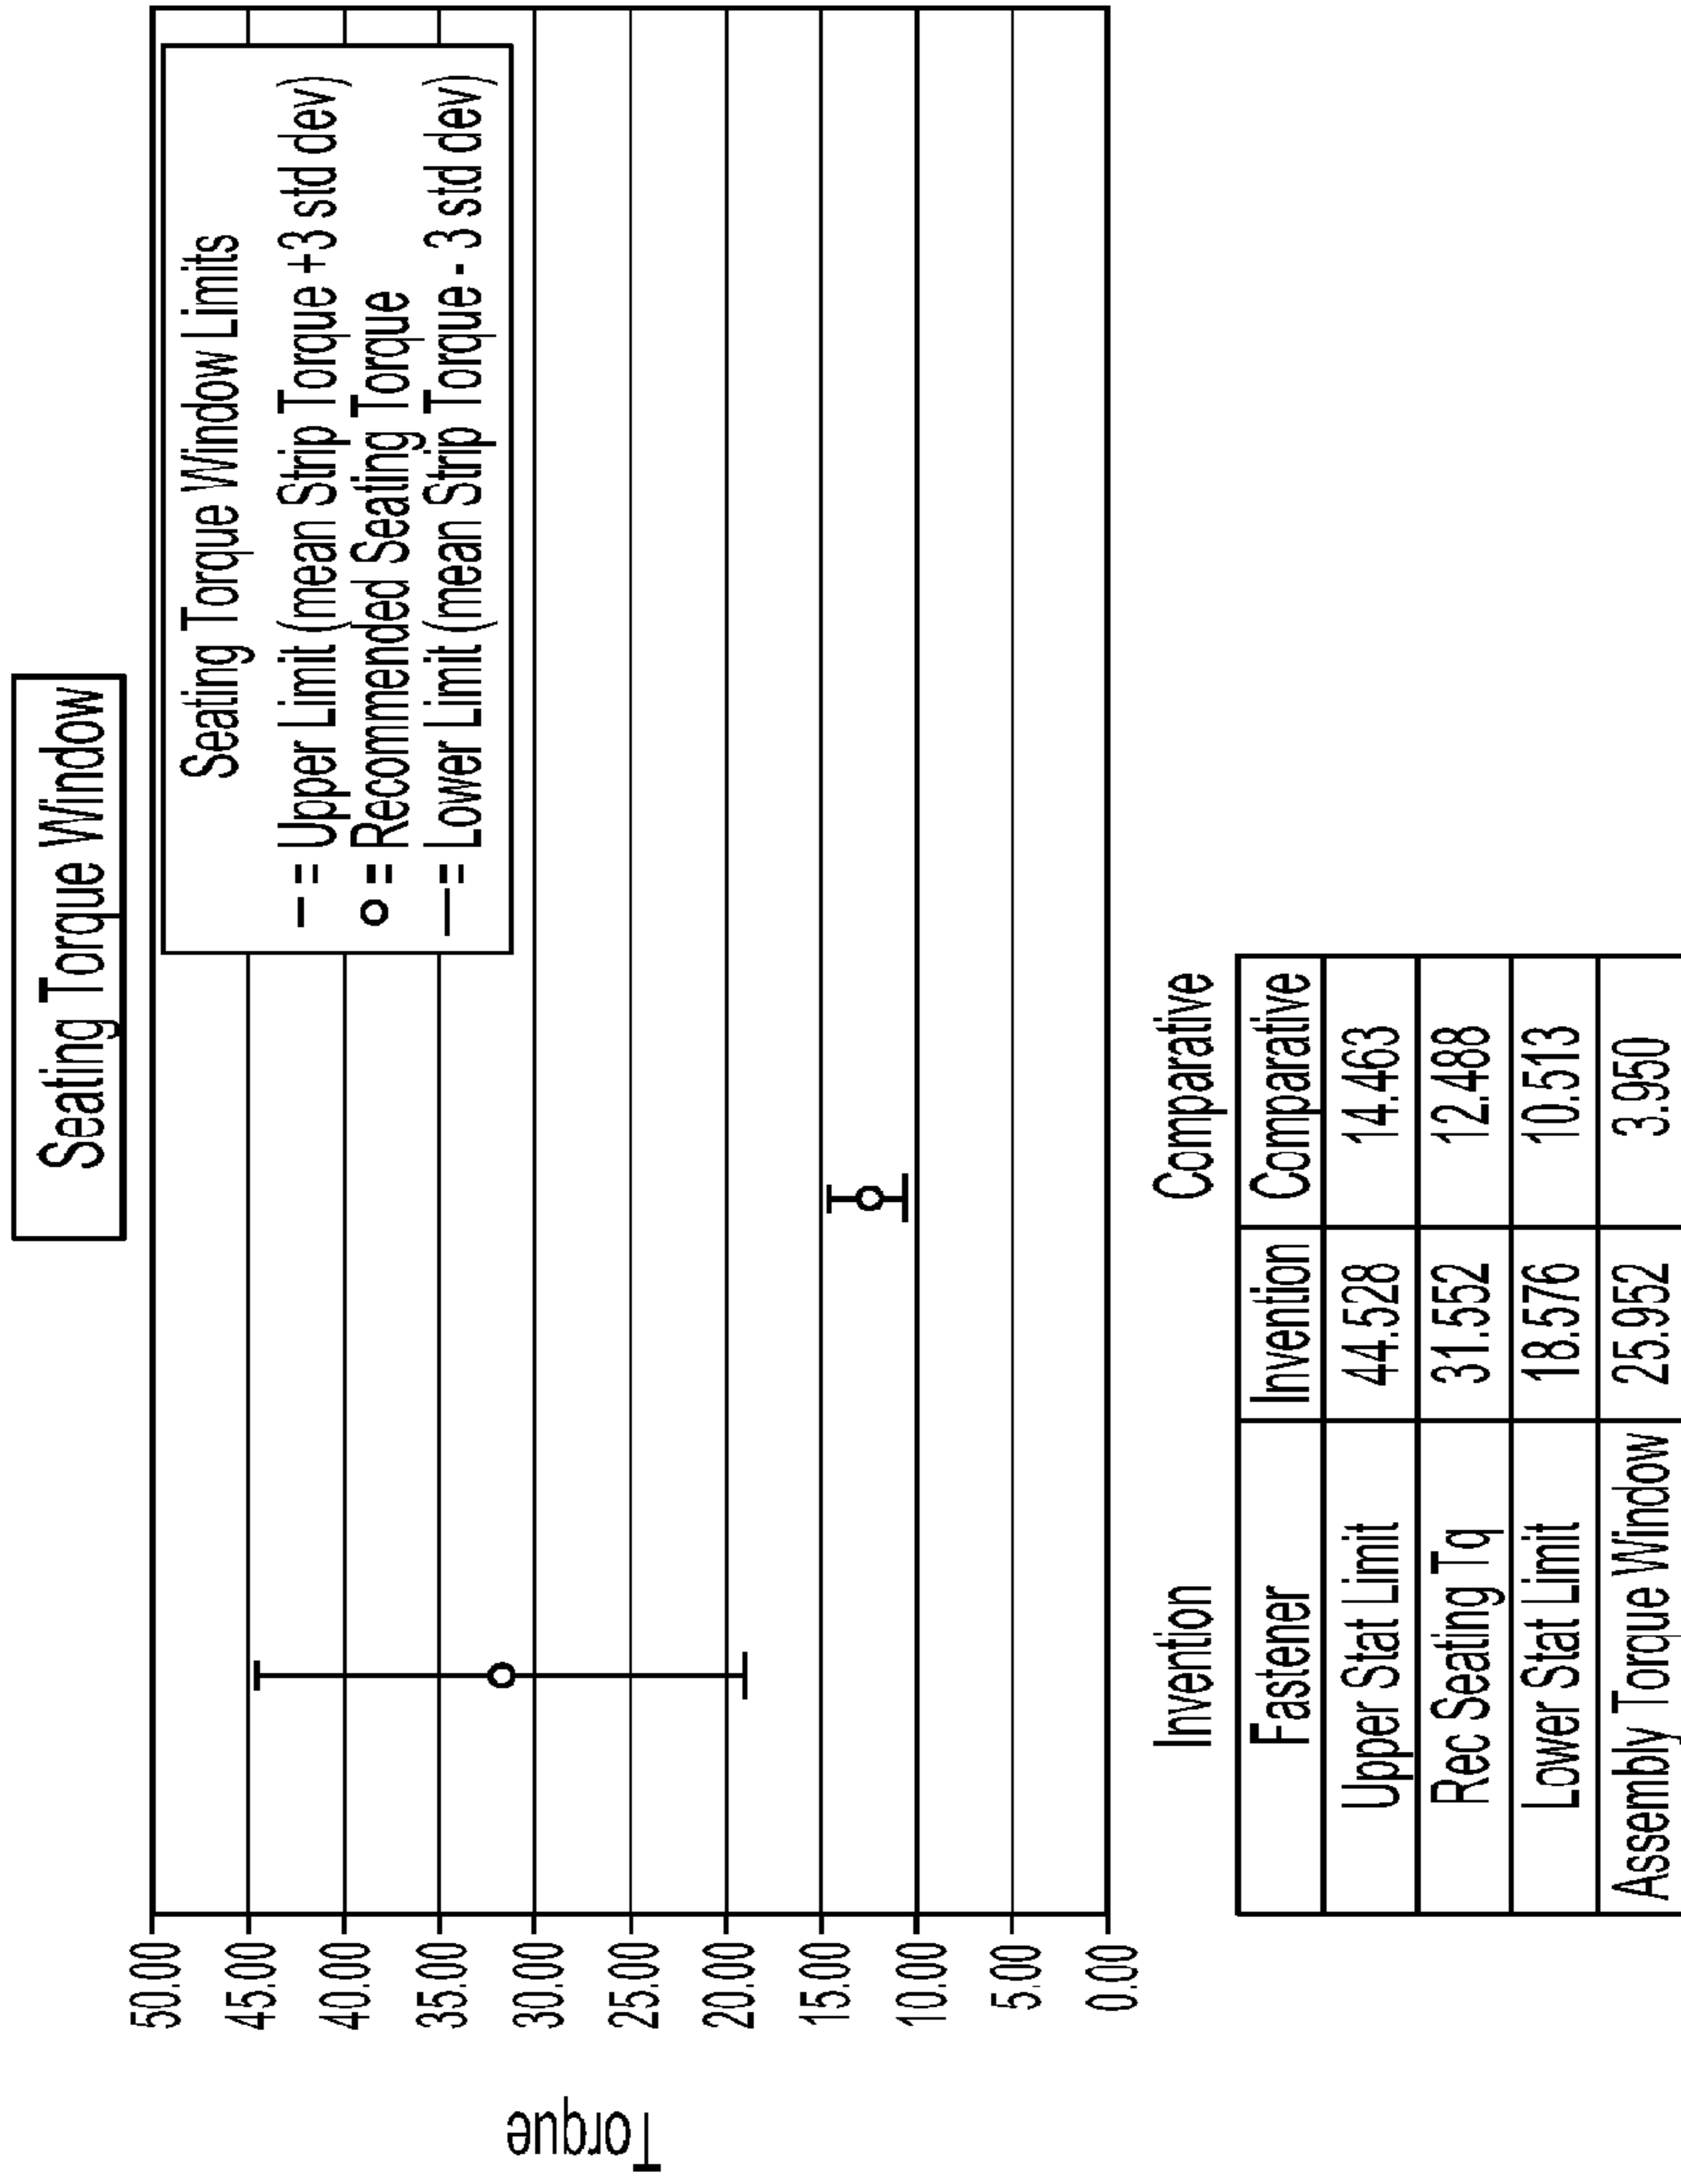 Seating Torque Window
Torque
50.00
45.00
40.00
35.00
30.00
25.00
20.00
15.00
10.00
5.00
0.00
Seating Torque Window Limits
– = Upper Limit (mean Strip Torque +3 std dev)
o = Recommended Seating Torque
— = Lower Limit (mean Strip Torque - 3 std dev)
Invention Comparative
Fastener Invention Comparative
Upper Stat Limit 44.528 14.463
Rec Seating Tq 31.552 12.488
Lower Stat Limit 18.576 10.513
Assembly Torque Window 25.952 3.950